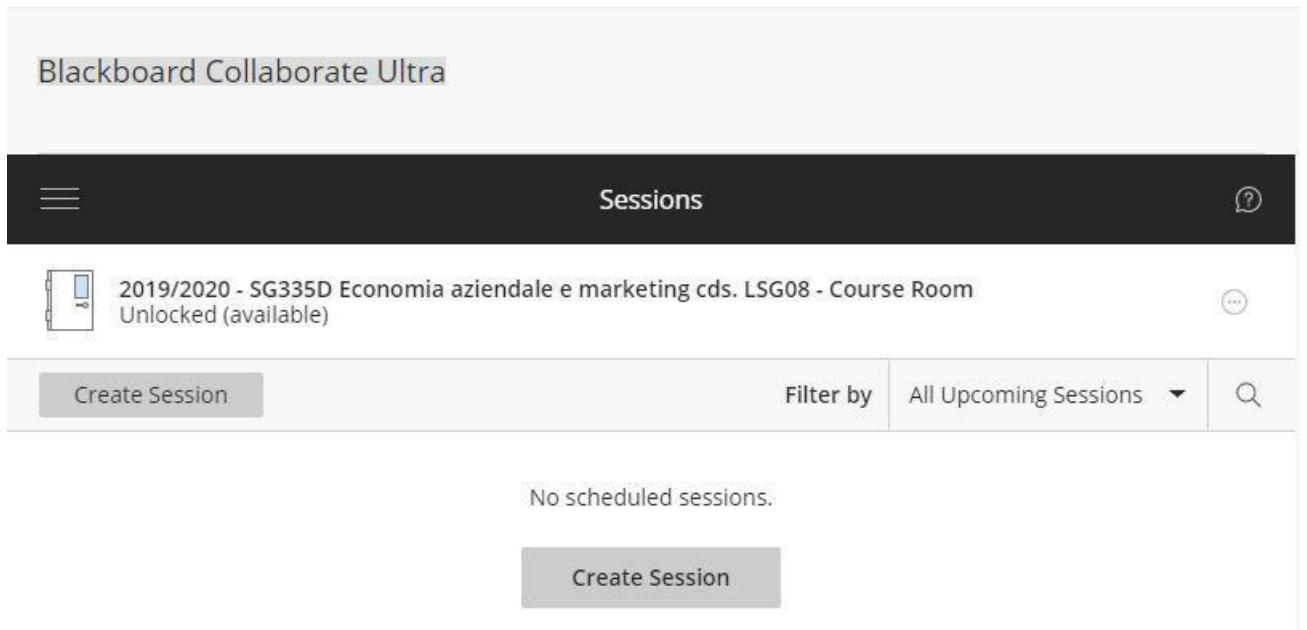 Blackboard Collaborate Ultra
Sessions
2019/2020 - SG335D Economia aziendale e marketing cds. LSG08 - Course Room
Unlocked (available)
Create Session
Filter by
All Upcoming Sessions
No scheduled sessions.
Create Session